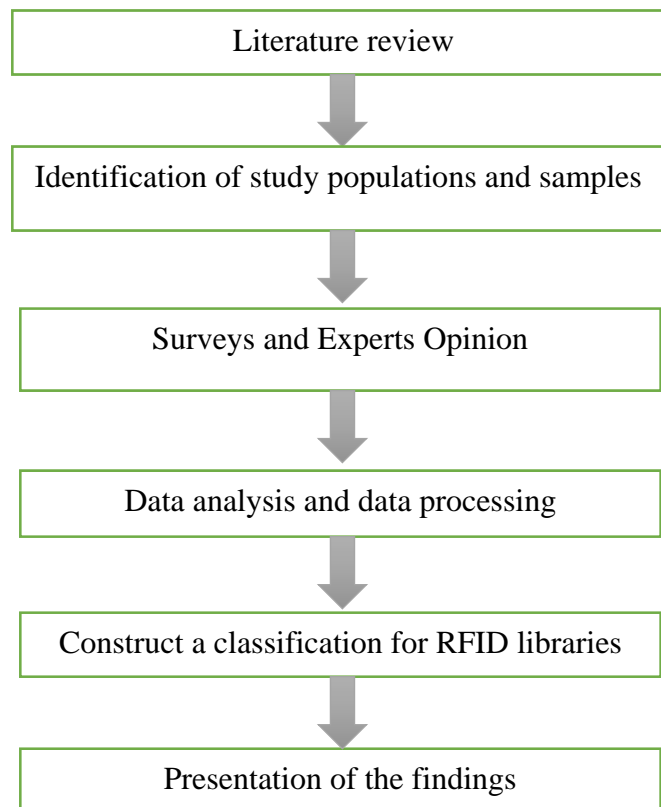 Literature review
Identification of study populations and samples
Surveys and Experts Opinion
Data analysis and data processing
Construct a classification for RFID libraries
Presentation of the findings